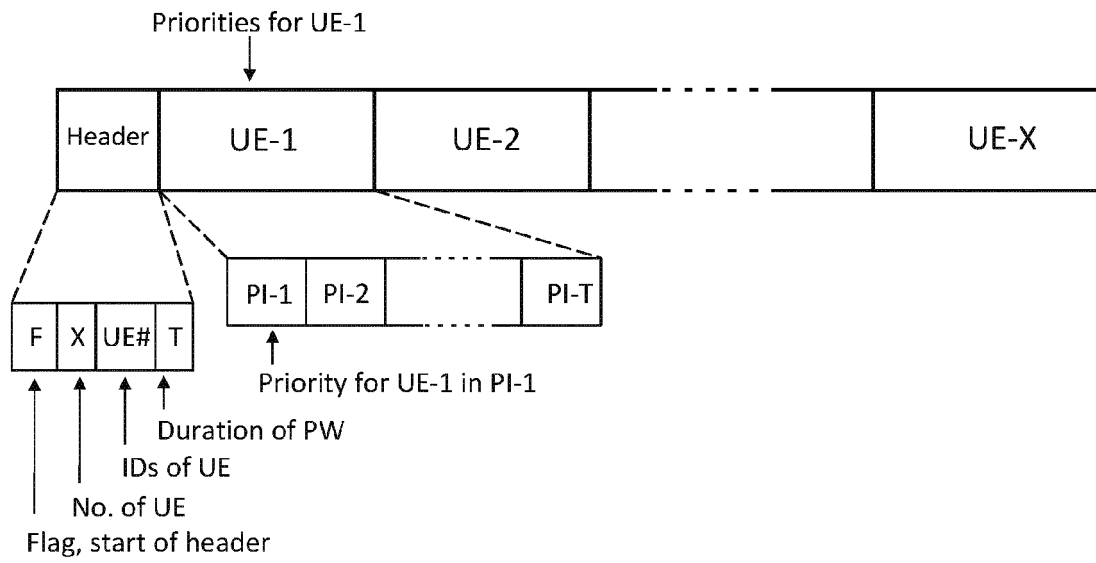 Priorities for UE-1
Header UE-1 UE-2 UE-X
PI-1 PI-2 PI-T
F X UE# T
Priority for UE-1 in PI-1
Duration of PW
IDs of UE
No. of UE
Flag, start of header